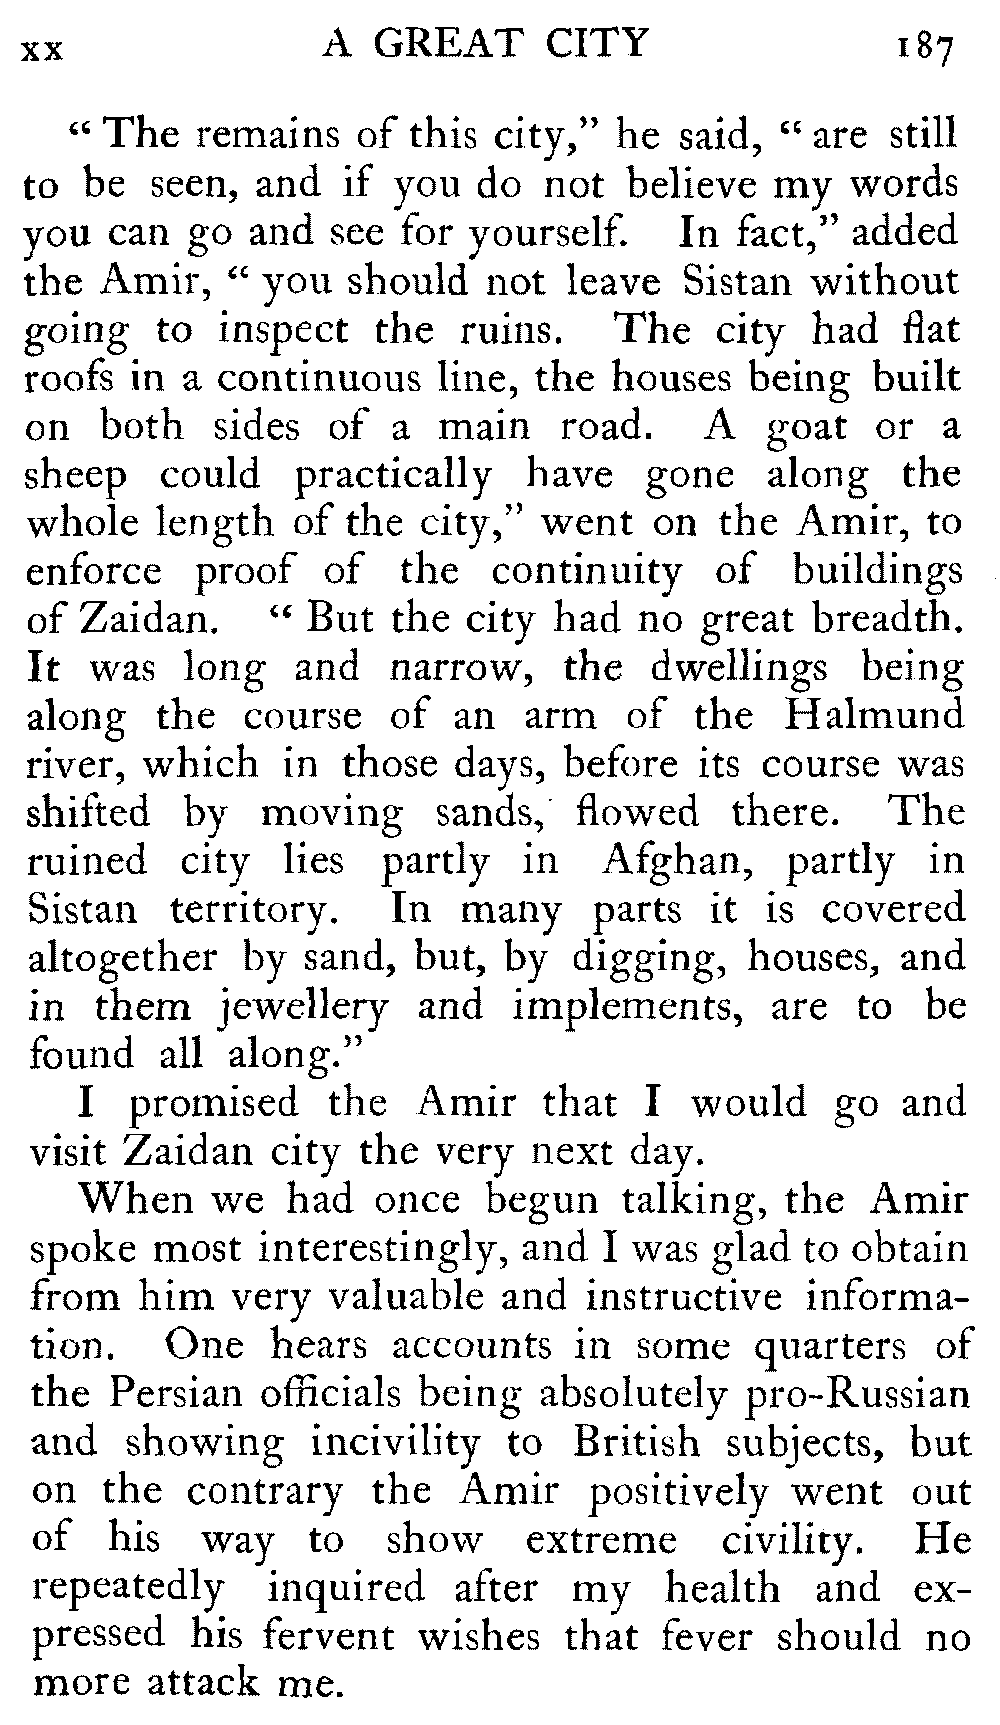 xx A GREAT CITY 187
“ The remains of this city,” he said, “ are still
to be seen, and if you do not believe my words
you can go and see for yourself. In fact,” added
the Amir, “ you should not leave Sistan without
going to inspect the ruins. The city had flat
roofs in a continuous line, the houses being built
on both sides of a main road. A goat or a
sheep could practically have gone along the
whole length of the city,” went on the Amir, to
enforce proof of the continuity of buildings
of Zaidan. “ But the city had no great breadth.
It was long and narrow, the dwellings being
along the course of an arm of the Halmund
river, which in those days, before its course was
shifted by moving sands, flowed there. The
ruined city lies partly in Afghan, partly in
Sistan territory. In many parts it is covered
altogether by sand, but, by digging, houses, and
in them jewellery and implements, are to be
found all along.”
I promised the Amir that I would go and
visit Zaidan city the very next day.
When we had once begun talking, the Amir
spoke most interestingly, and I was glad to obtain
from him very valuable and instructive informa-
tion. One hears accounts in some quarters of
the Persian officials being absolutely pro-Russian
and showing incivility to British subjects, but
on the contrary the Amir positively went out
of his way to show extreme civility. He
repeatedly inquired after my health and ex-
pressed his fervent wishes that fever should no
more attack me.